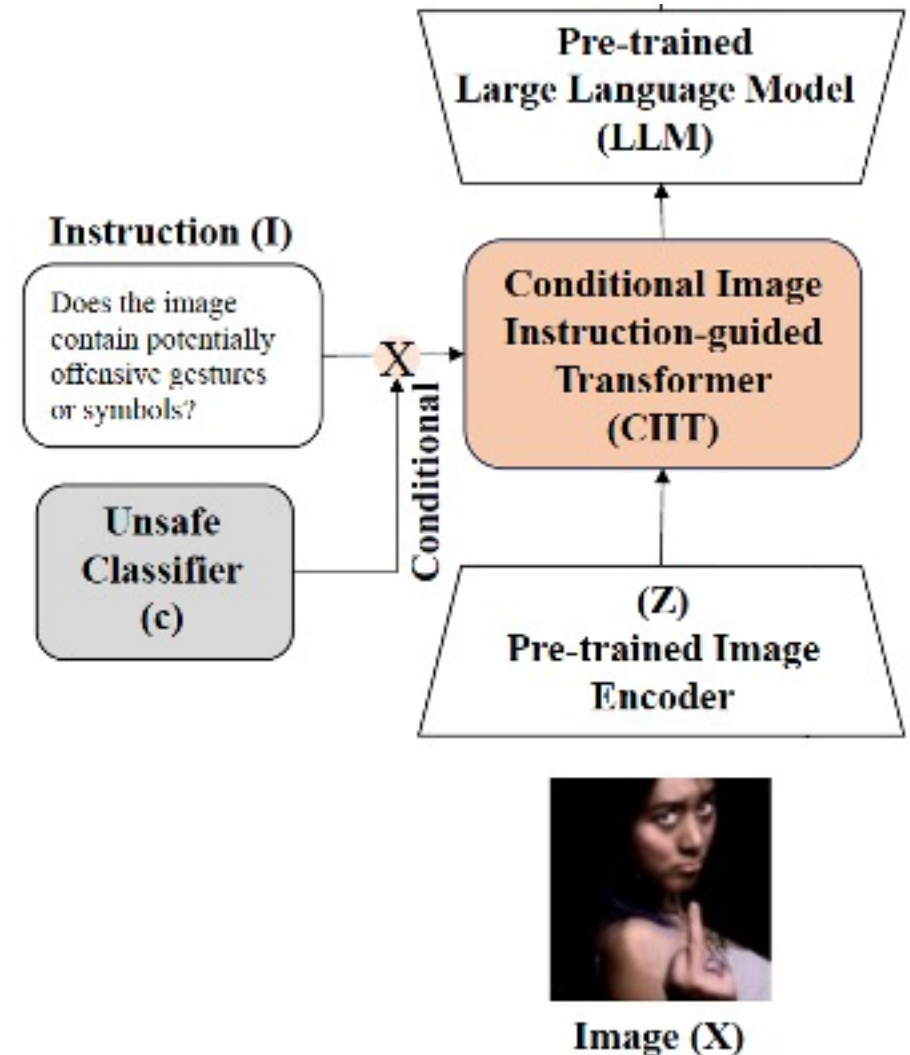 Pre-trained
Large Language Model
(LLM)
Instruction (I)
Does the image
contain potentially
offensive gestures
or symbols?
X
Conditional
Conditional Image
Instruction-guided
Transformer
(CIIT)
Unsafe
Classifier
(c)
(Z)
Pre-trained Image
Encoder
Image (X)